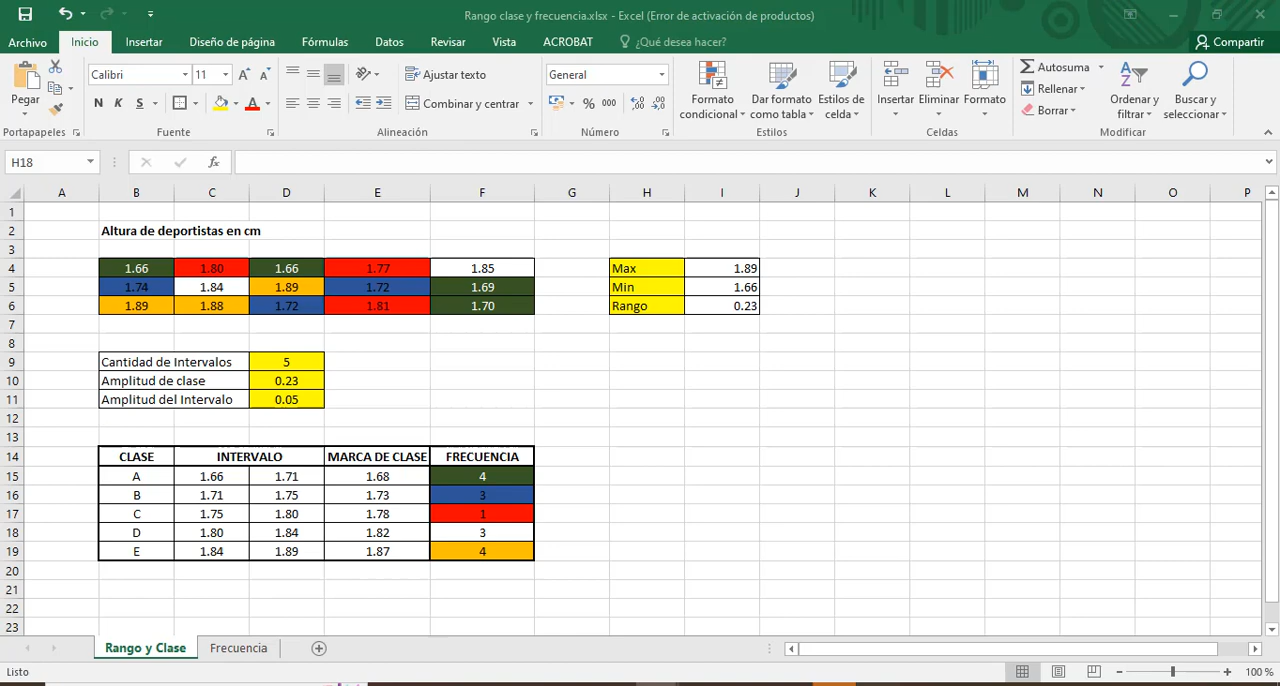 Rango clase y frecuencia.xlsx - Excel (Error de activación de productos)
Archivo Inicio Insertar Diseño de página Fórmulas Datos Revisar Vista ACROBAT ¿Qué desea hacer? Compartir
Pegar
Calibri 11
N K S
Ajustar texto
Combinar y centrar
General
% 000
Formato condicional
Dar formato como tabla
Estilos de celda
Insertar Eliminar Formato
Autosuma
Rellenar
Borrar
Ordenar y filtrar
Buscar y seleccionar
Portapapeles Fuente Alineación Número Estilos Celdas Modificar
H18 fx
A B C D E F G H I J K L M N O P
1
2 Altura de deportistas en cm
3
4 1.66 1.80 1.66 1.77 1.85 Max 1.89
5 1.74 1.84 1.89 1.72 1.69 Min 1.66
6 1.89 1.88 1.72 1.81 1.70 Rango 0.23
7
8
9 Cantidad de Intervalos 5
10 Amplitud de clase 0.23
11 Amplitud del Intervalo 0.05
12
13
14 CLASE INTERVALO MARCA DE CLASE FRECUENCIA
15 A 1.66 1.71 1.68 4
16 B 1.71 1.75 1.73 3
17 C 1.75 1.80 1.78 1
18 D 1.80 1.84 1.82 3
19 E 1.84 1.89 1.87 4
20
21
22
23
Rango y Clase Frecuencia
Listo 100 %